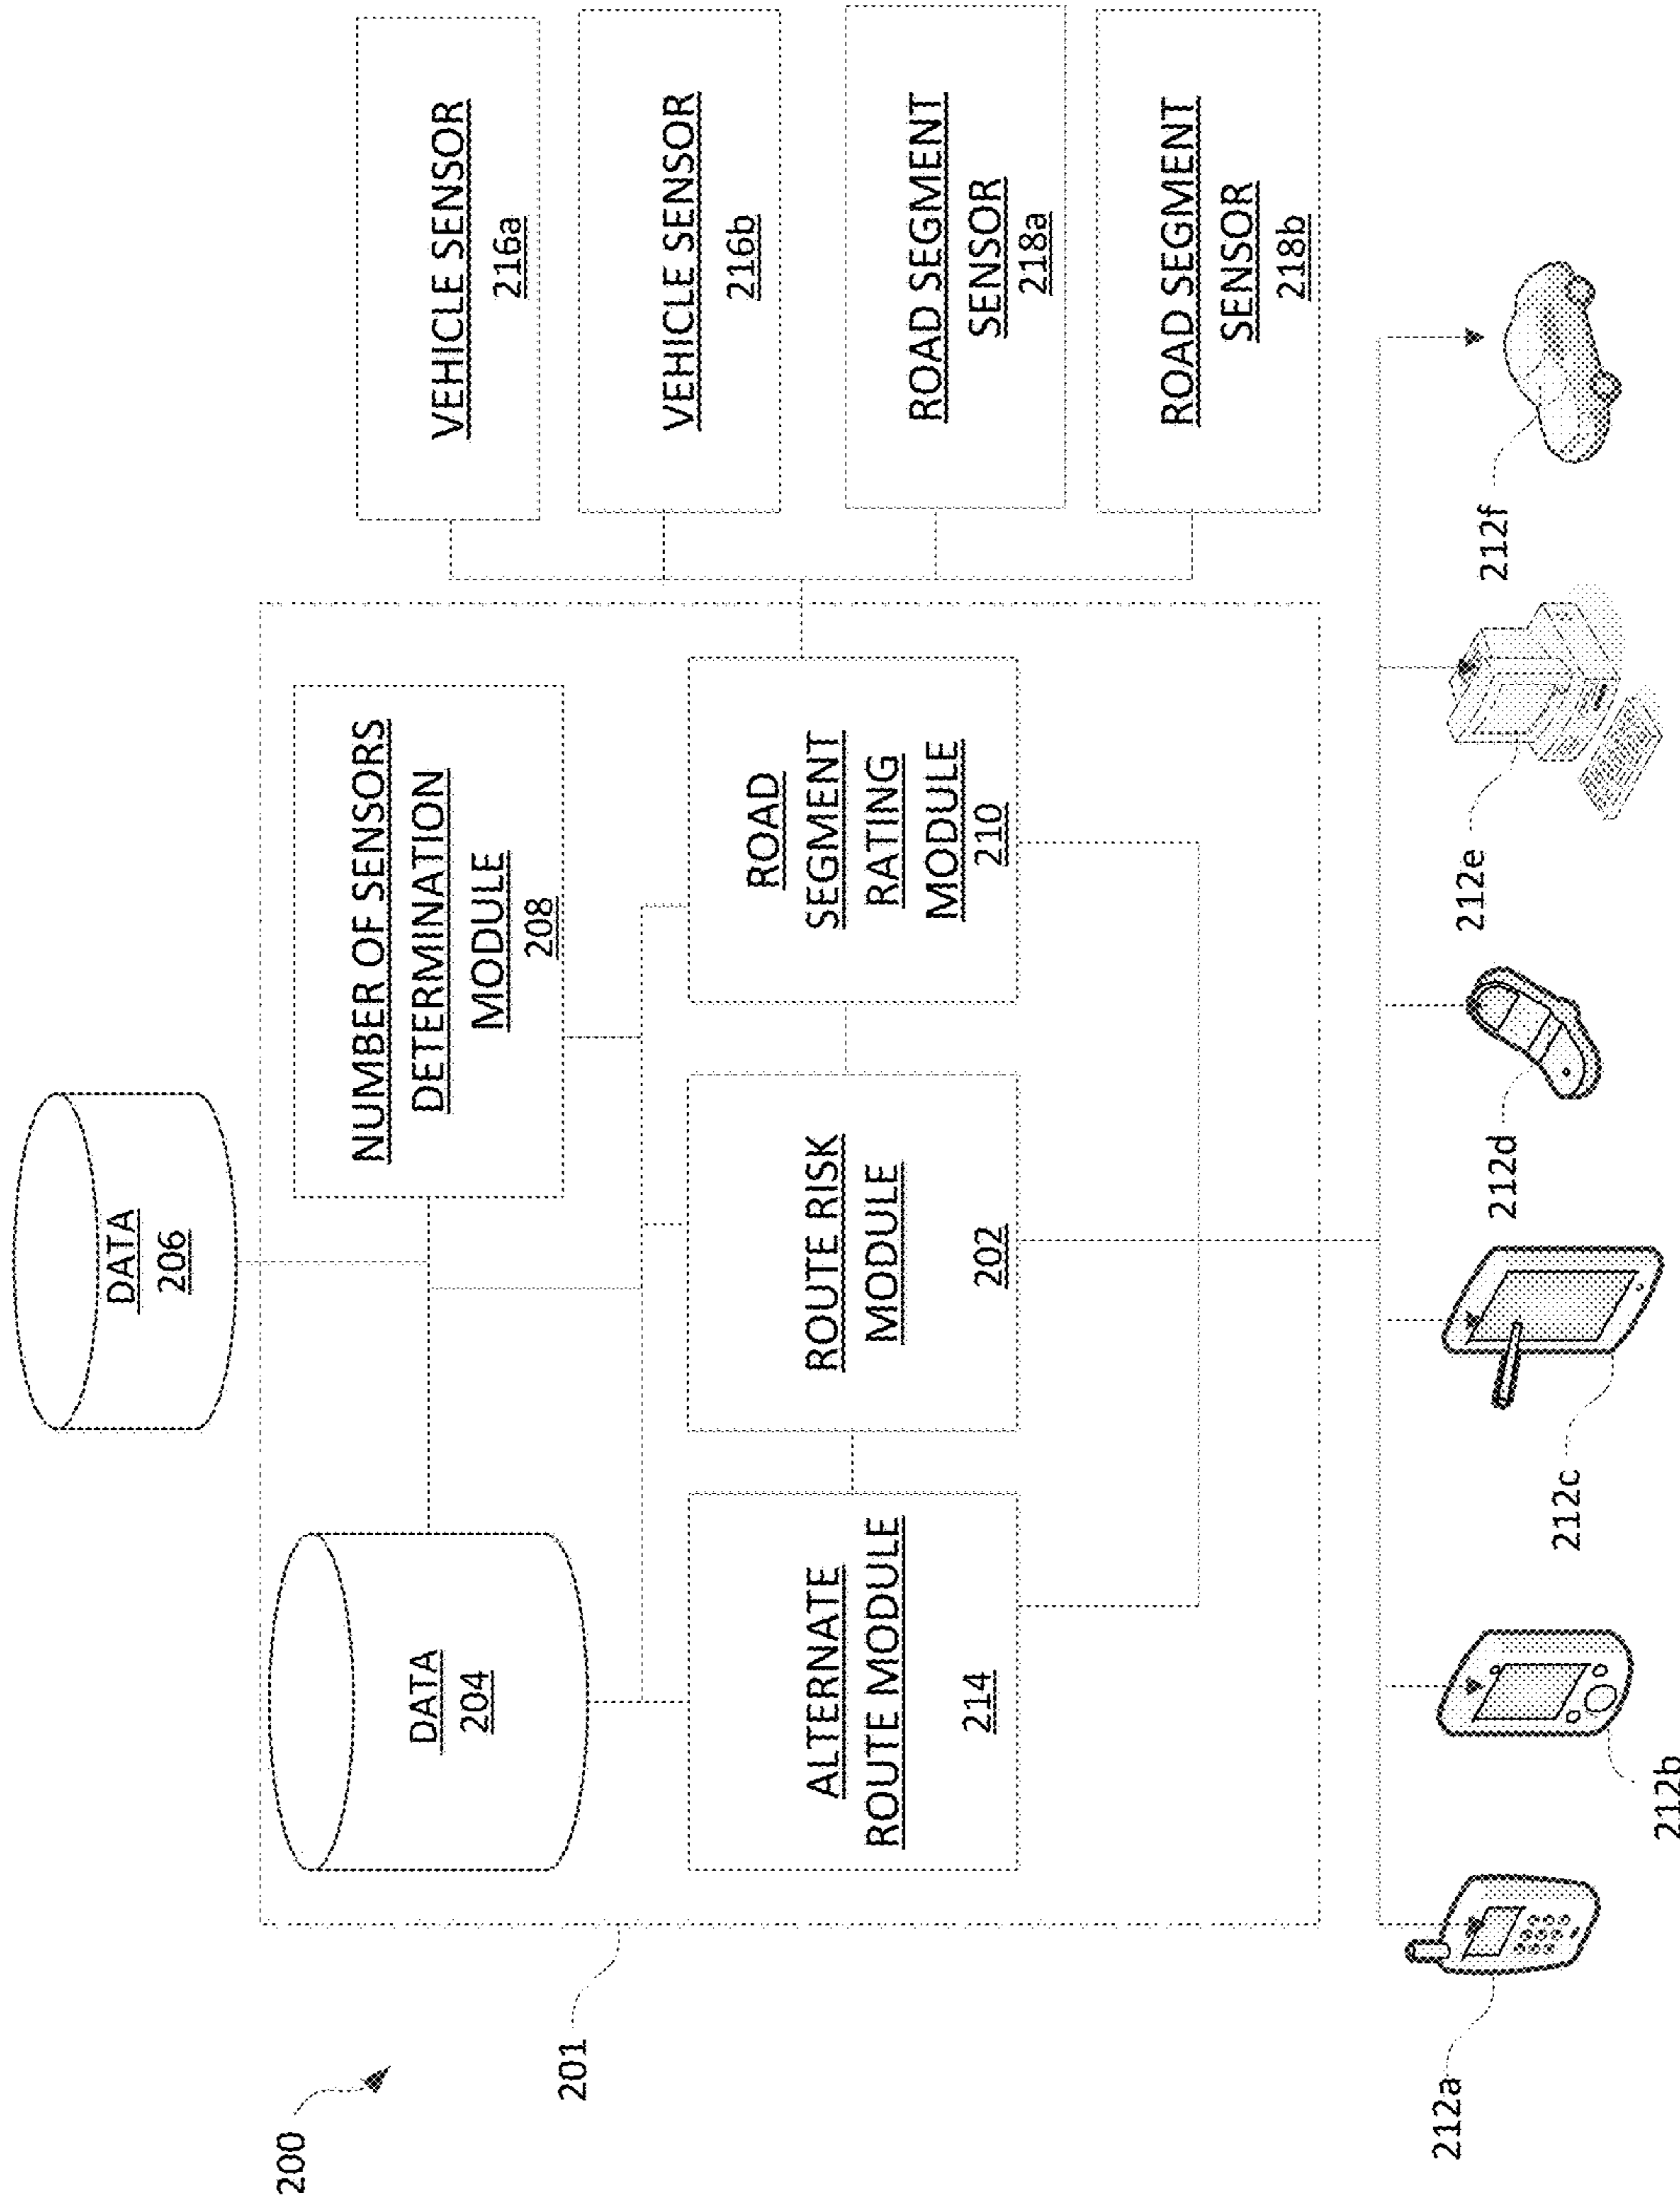 200
201
DATA
206
DATA
204
NUMBER OF SENSORS
DETERMINATION
MODULE
208
ALTERNATE
ROUTE MODULE
214
ROUTE RISK
MODULE
202
ROAD
SEGMENT
RATING
MODULE
210
VEHICLE SENSOR
216a
VEHICLE SENSOR
216b
ROAD SEGMENT
SENSOR
218a
ROAD SEGMENT
SENSOR
218b
212a
212b
212c
212d
212e
212f